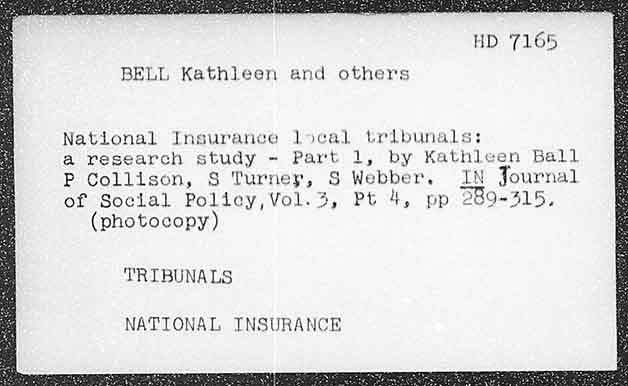 HD 7165
BELL Kathleen and others
National Insurance local tribunals:
a research study - Part 1, by Kathleen Ball
P Collison, S Turner, S Webber. IN Journal
of Social Policy, Vol. 3, Pt 4, pp 289-315.
(photocopy)
TRIBUNALS
NATIONAL INSURANCE